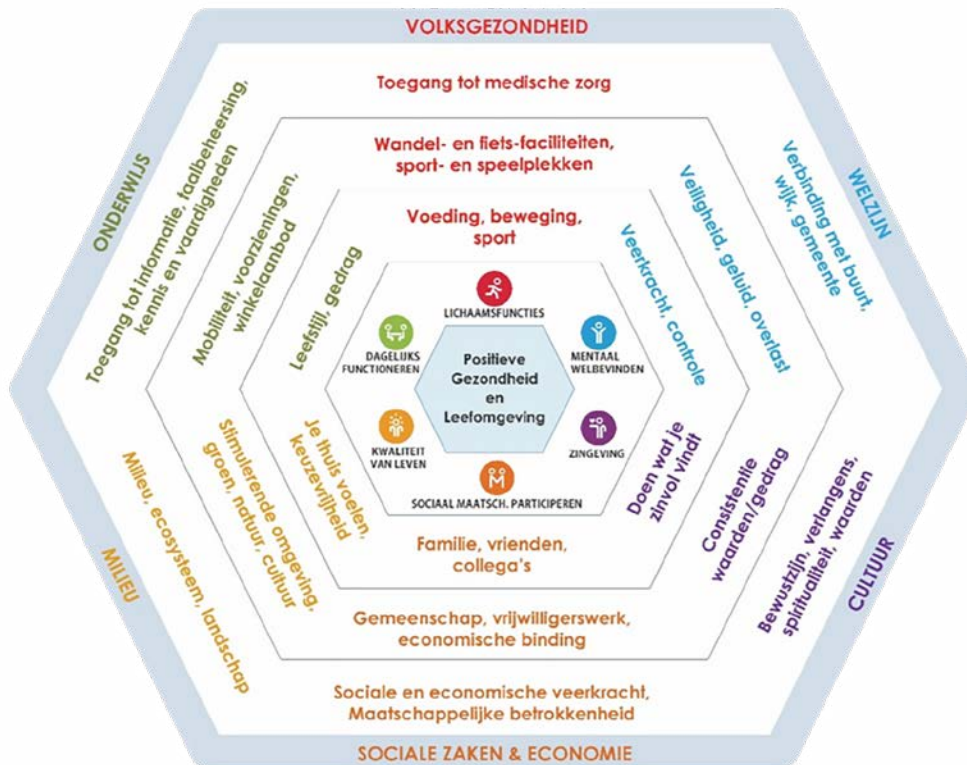 VOLKSGEZONDHEID
Toegang tot medische zorg
Wandel- en fiets-faciliteiten,
sport- en speelplekken
Voeding, beweging,
sport
ONDERWIJS
Toegang tot informatie, taalbeheersing,
kennis en vaardigheden
Mobiliteit, voorzieningen,
winkelaanbod
Leefstijl, gedrag
WELZIJN
Verbinding met buurt,
wijk, gemeente
Veiligheid, geluid, overlast
Veerkracht, controle
LICHAAMSFUNCTIES
DAGELIJKS
FUNCTIONEREN
MENTAAL
WELBEVINDEN
Positieve
Gezondheid
en
Leefomgeving
KWALITEIT
VAN LEVEN
ZINGEVING
SOCIAAL MAATSCH. PARTICIPEREN
MILIEU
Milieu, ecosysteem, landschap
Stimulerende omgeving,
groen, natuur, cultuur
Je thuis voelen,
keuzevrijheid
Doen wat je
zinvol vindt
Consistentie
waarden/gedrag
Bewustzijn, verlangens,
spiritualiteit, waarden
CULTUUR
Familie, vrienden,
collega's
Gemeenschap, vrijwilligerswerk,
economische binding
Sociale en economische veerkracht,
Maatschappelijke betrokkenheid
SOCIALE ZAKEN & ECONOMIE